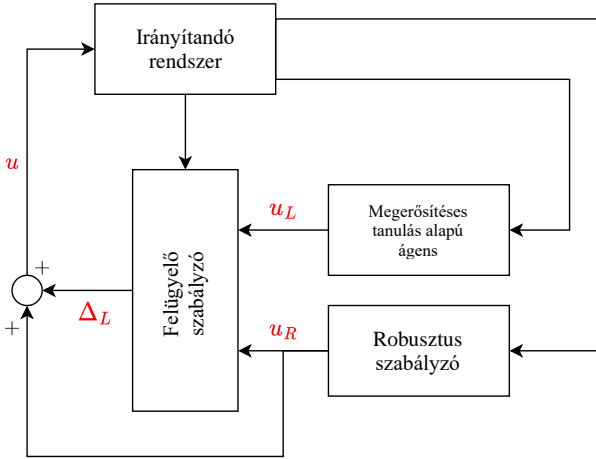 Irányítandó
rendszer
u
u_L
Megerősítéses
tanulás alapú
ágens
Felügyelő
szabályzó
+
Δ_L
+
u_R
Robusztus
szabályzó